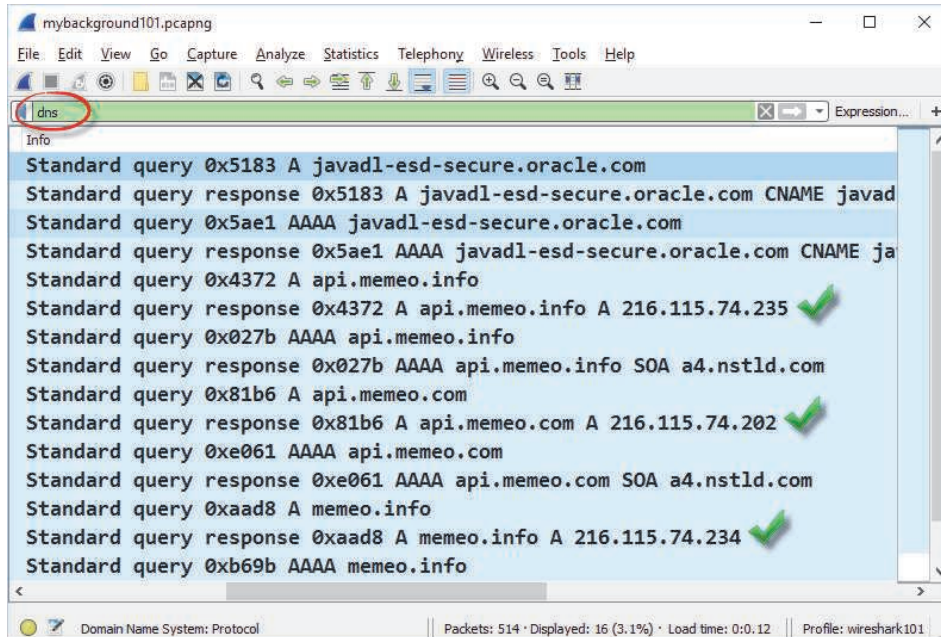 mybackground101.pcapng
File Edit View Go Capture Analyze Statistics Telephony Wireless Tools Help
dns
Expression... +
Info
Standard query 0x5183 A javadl-esd-secure.oracle.com
Standard query response 0x5183 A javadl-esd-secure.oracle.com CNAME javad
Standard query 0x5ae1 AAAA javadl-esd-secure.oracle.com
Standard query response 0x5ae1 AAAA javadl-esd-secure.oracle.com CNAME ja
Standard query 0x4372 A api.memeo.info
Standard query response 0x4372 A api.memeo.info A 216.115.74.235
Standard query 0x027b AAAA api.memeo.info
Standard query response 0x027b AAAA api.memeo.info SOA a4.nstld.com
Standard query 0x81b6 A api.memeo.com
Standard query response 0x81b6 A api.memeo.com A 216.115.74.202
Standard query 0xe061 AAAA api.memeo.com
Standard query response 0xe061 AAAA api.memeo.com SOA a4.nstld.com
Standard query 0xaad8 A memeo.info
Standard query response 0xaad8 A memeo.info A 216.115.74.234
Standard query 0xb69b AAAA memeo.info
Domain Name System: Protocol Packets: 514 · Displayed: 16 (3.1%) · Load time: 0:0.12 Profile: wireshark101